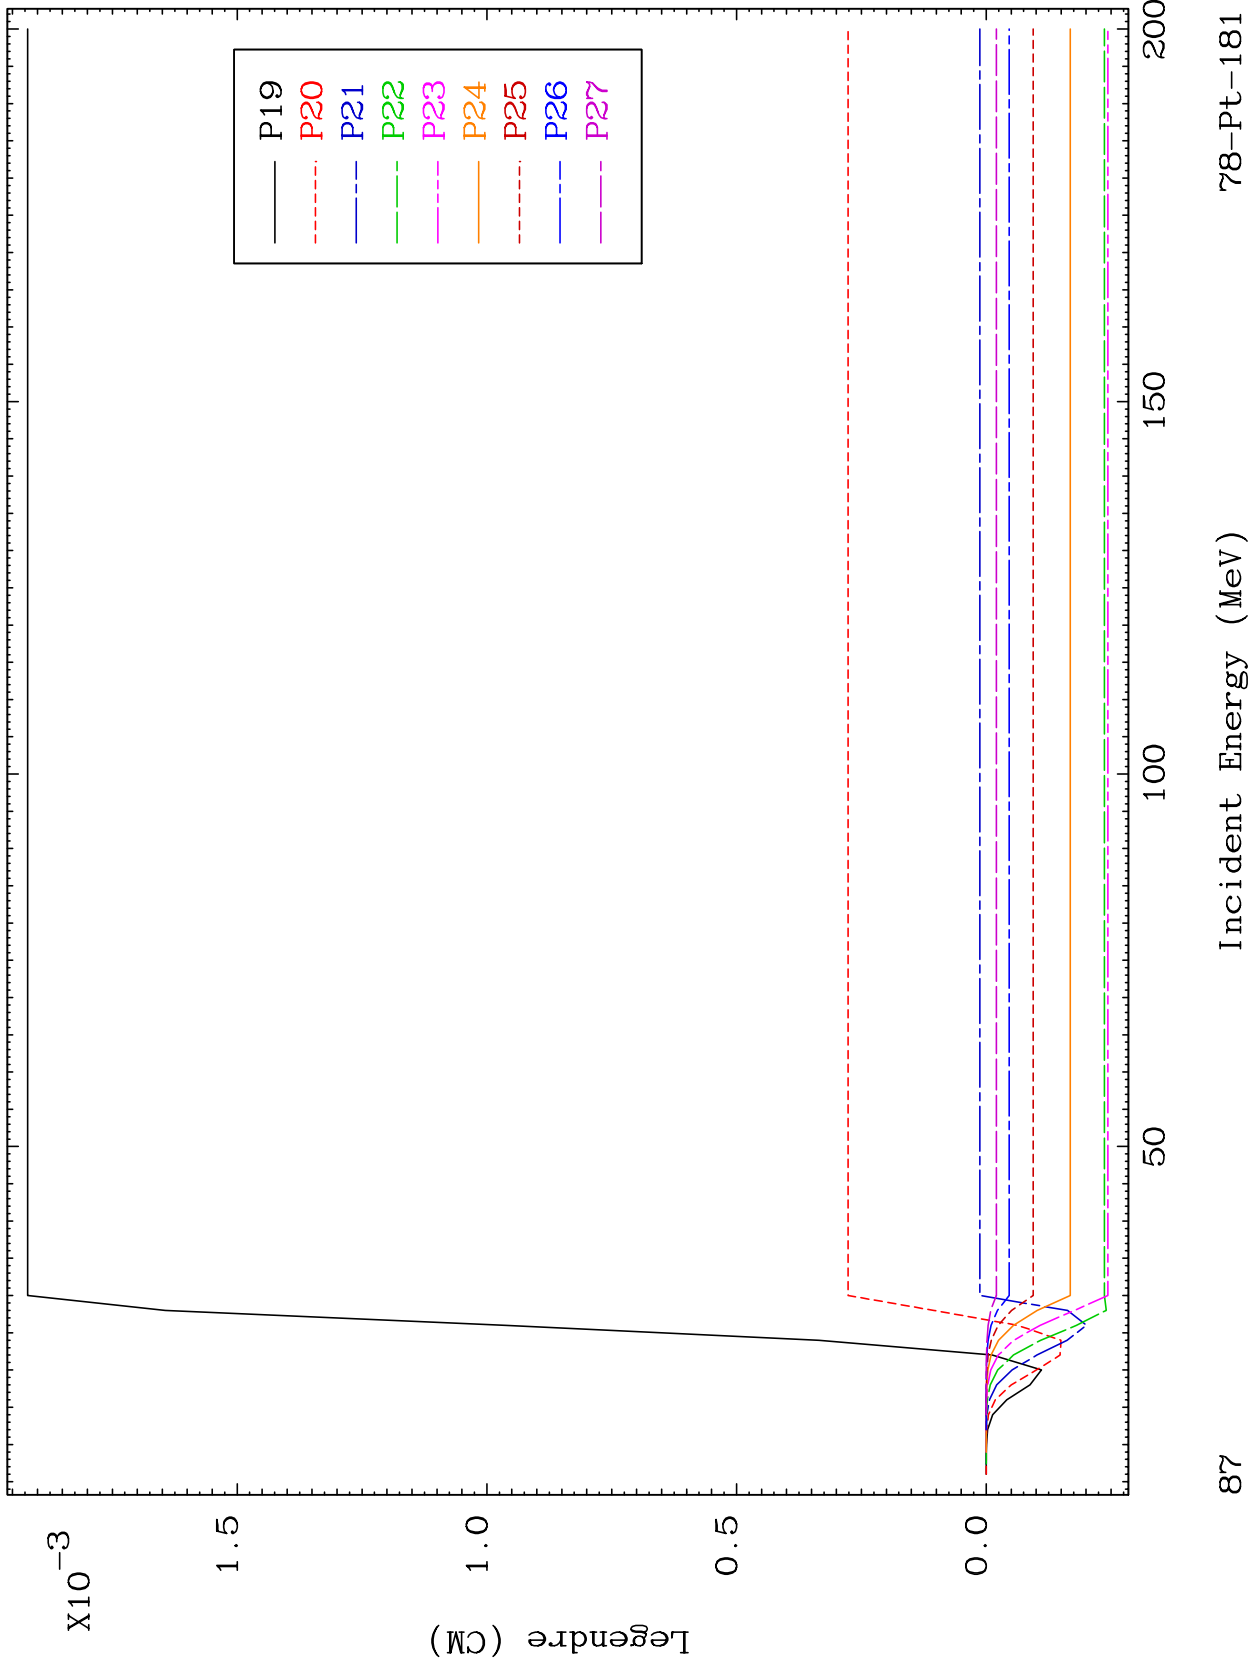 X10−3
Legendre (CM)
1.5
1.0
0.5
0.0
P19
P20
P21
P22
P23
P24
P25
P26
P27
50
100
150
200
87
Incident Energy (MeV)
78−Pt−181